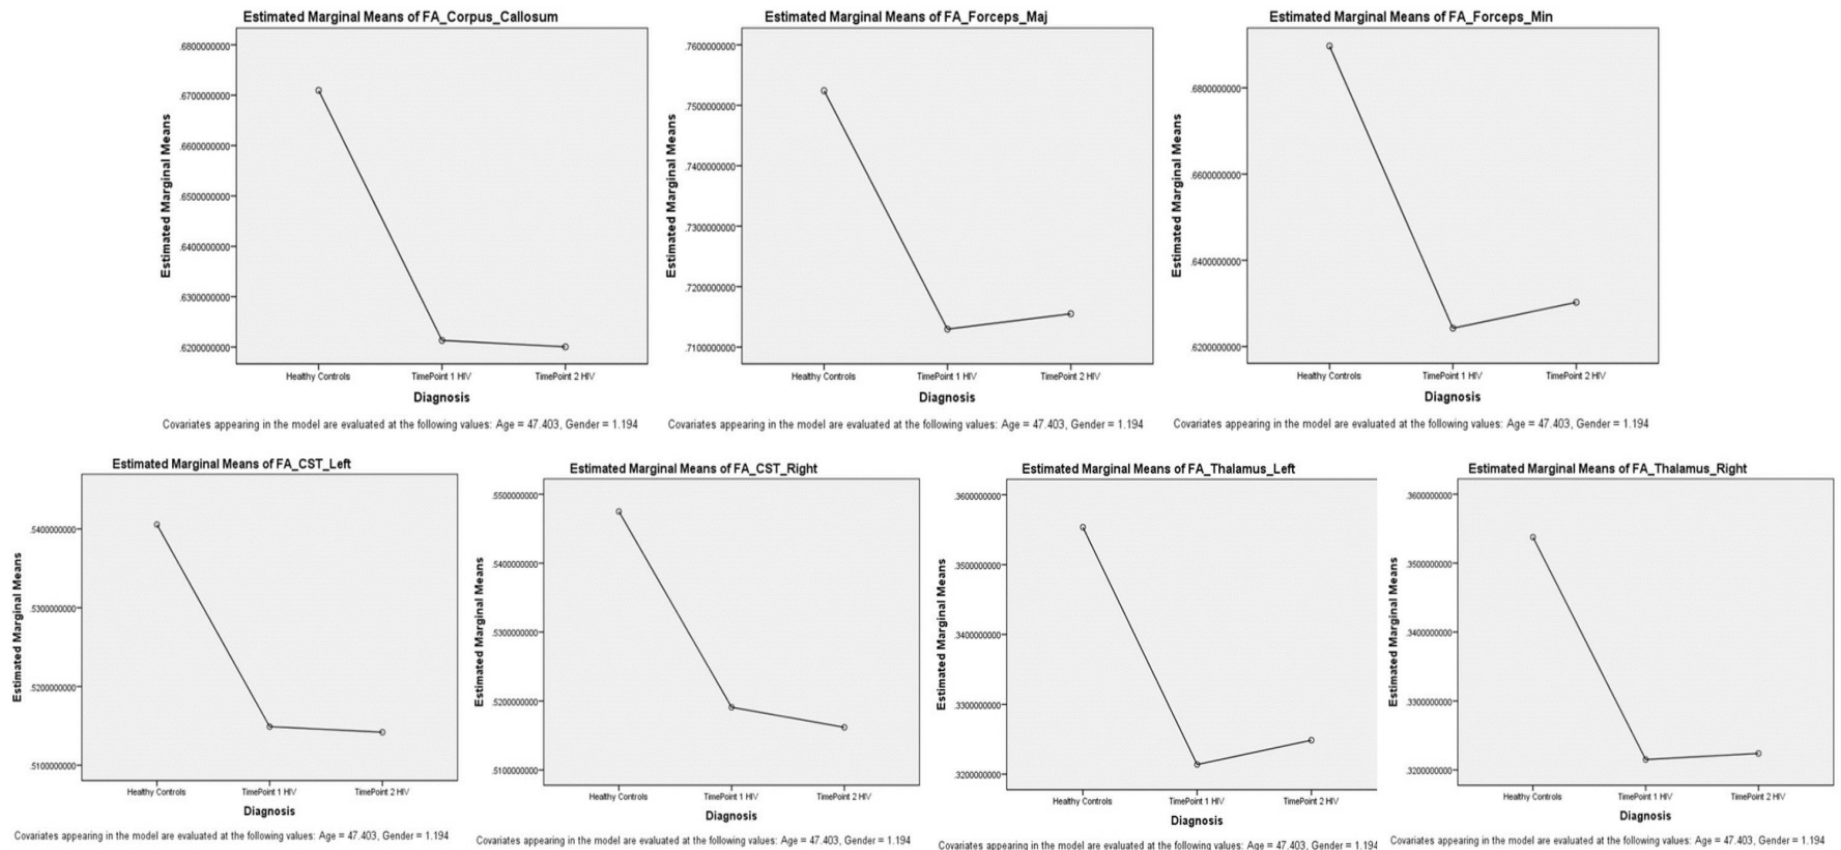 Estimated Marginal Means of FA_Corpus_Callosum
Estimated Marginal Means
.6800000000
.6700000000
.6600000000
.6500000000
.6400000000
.6300000000
.6200000000
Healthy Controls
TimePoint 1 HIV
TimePoint 2 HIV
Diagnosis
Covariates appearing in the model are evaluated at the following values: Age = 47.403, Gender = 1.194
Estimated Marginal Means of FA_Forceps_Maj
Estimated Marginal Means
.7600000000
.7500000000
.7400000000
.7300000000
.7200000000
.7100000000
Healthy Controls
TimePoint 1 HIV
TimePoint 2 HIV
Diagnosis
Covariates appearing in the model are evaluated at the following values: Age = 47.403, Gender = 1.194
Estimated Marginal Means of FA_Forceps_Min
Estimated Marginal Means
.6800000000
.6600000000
.6400000000
.6200000000
Healthy Controls
TimePoint 1 HIV
TimePoint 2 HIV
Diagnosis
Covariates appearing in the model are evaluated at the following values: Age = 47.403, Gender = 1.194
Estimated Marginal Means of FA_CST_Left
Estimated Marginal Means
.5400000000
.5300000000
.5200000000
.5100000000
Healthy Controls
TimePoint 1 HIV
TimePoint 2 HIV
Diagnosis
Covariates appearing in the model are evaluated at the following values: Age = 47.403, Gender = 1.194
Estimated Marginal Means of FA_CST_Right
Estimated Marginal Means
.5500000000
.5400000000
.5300000000
.5200000000
.5100000000
Healthy Controls
TimePoint 1 HIV
TimePoint 2 HIV
Diagnosis
Covariates appearing in the model are evaluated at the following values: Age = 47.403, Gender = 1.194
Estimated Marginal Means of FA_Thalamus_Left
Estimated Marginal Means
.3600000000
.3500000000
.3400000000
.3300000000
.3200000000
Healthy Controls
TimePoint 1 HIV
TimePoint 2 HIV
Diagnosis
Covariates appearing in the model are evaluated at the following values: Age = 47.403, Gender = 1.194
Estimated Marginal Means of FA_Thalamus_Right
Estimated Marginal Means
.3600000000
.3500000000
.3400000000
.3300000000
.3200000000
Healthy Controls
TimePoint 1 HIV
TimePoint 2 HIV
Diagnosis
Covariates appearing in the model are evaluated at the following values: Age = 47.403, Gender = 1.194